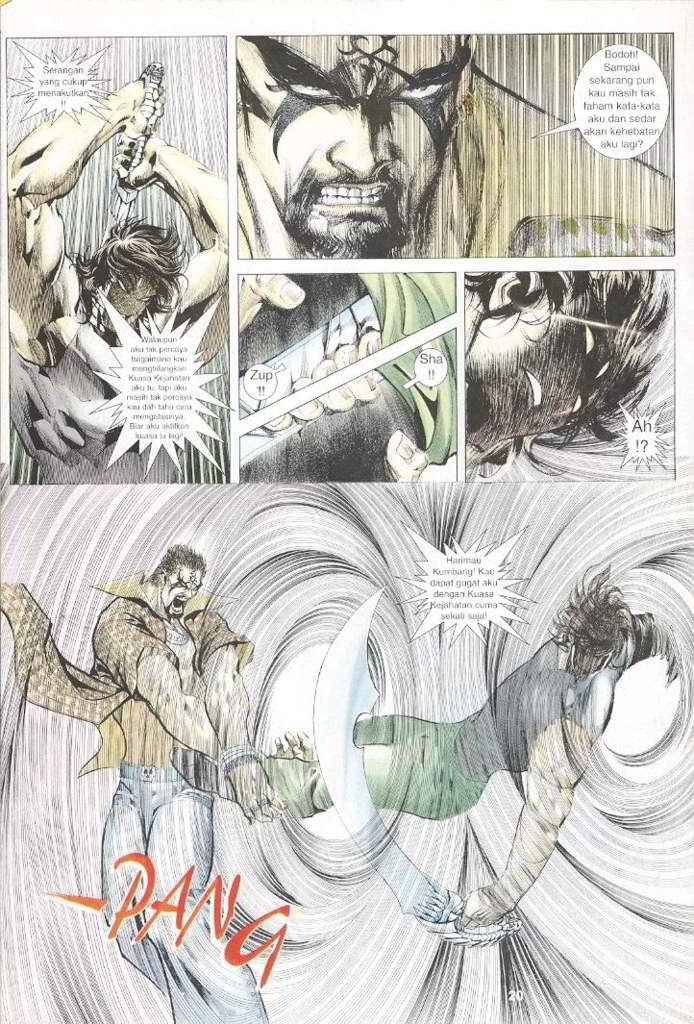 Serangan
yang cukup
menakutkan
!!
Bodoh!
Sampai
sekarang pun
kau masih tak
faham kata-kata
aku dan sedar
akan kehebatan
aku lagi?
Walaupun
aku tak percaya
bagaimana kau
menghilangkan
Kuasa Kejahatan
aku tu, tapi aku
masih tak percaya
kau dah tahu cara
mengatasinya.
Biar aku aktifkan
kuasa tu lagi!
Zup
!!
Sha
!!
Ah
!?
Harimau
Kumbang! Kau
dapat gugat aku
dengan Kuasa
Kejahatan cuma
sekali saja!
PANG
20